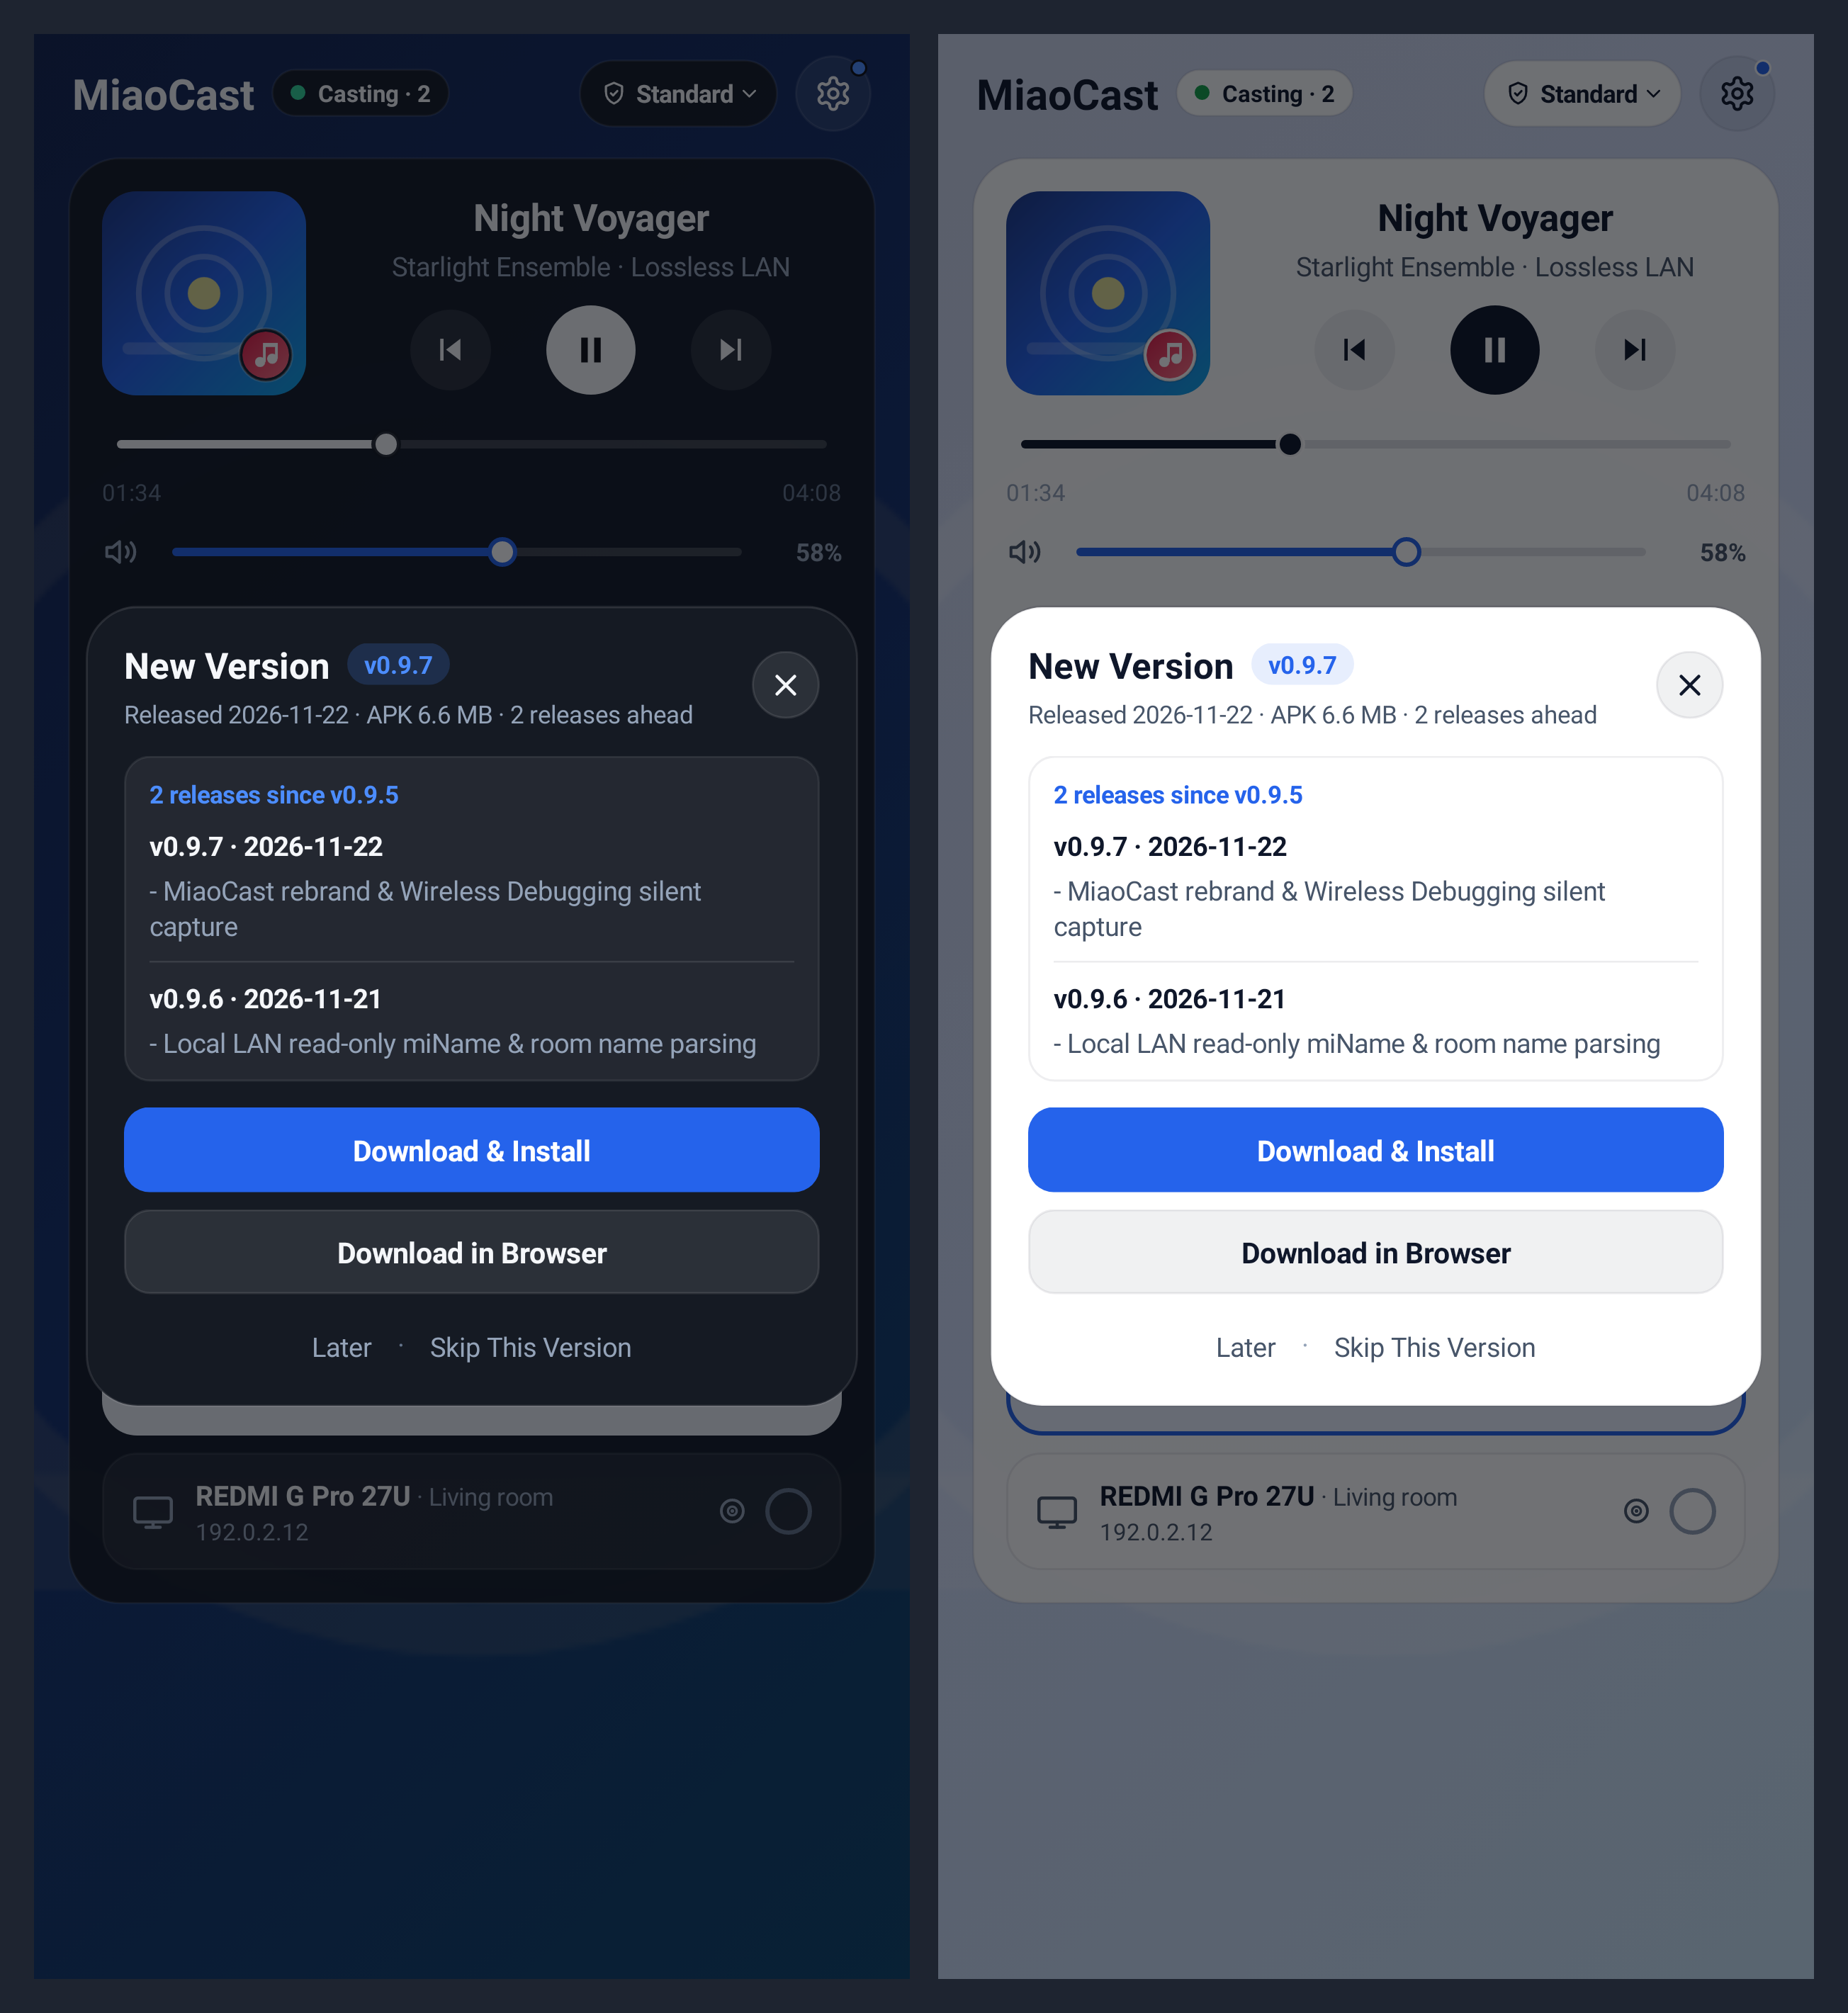 MiaoCast
Casting · 2
Standard
Night Voyager
Starlight Ensemble · Lossless LAN
01:34
04:08
58%
New Version
v0.9.7
Released 2026-11-22 · APK 6.6 MB · 2 releases ahead
2 releases since v0.9.5
v0.9.7 · 2026-11-22
- MiaoCast rebrand & Wireless Debugging silent
capture
v0.9.6 · 2026-11-21
- Local LAN read-only miName & room name parsing
Download & Install
Download in Browser
Later · Skip This Version
REDMI G Pro 27U · Living room
192.0.2.12
MiaoCast
Casting · 2
Standard
Night Voyager
Starlight Ensemble · Lossless LAN
01:34
04:08
58%
New Version
v0.9.7
Released 2026-11-22 · APK 6.6 MB · 2 releases ahead
2 releases since v0.9.5
v0.9.7 · 2026-11-22
- MiaoCast rebrand & Wireless Debugging silent
capture
v0.9.6 · 2026-11-21
- Local LAN read-only miName & room name parsing
Download & Install
Download in Browser
Later · Skip This Version
REDMI G Pro 27U · Living room
192.0.2.12